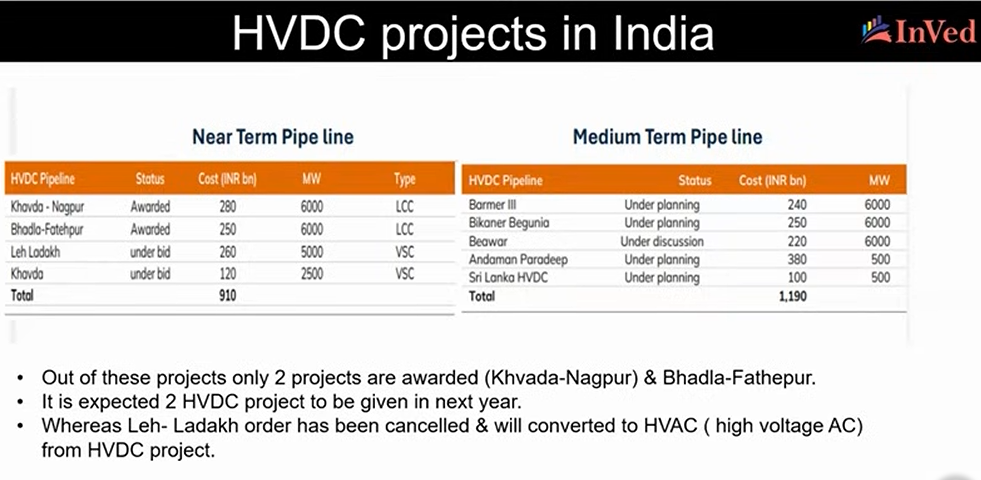 HVDC projects in India
InVed
Near Term Pipe line
HVDC Pipeline Status Cost (INR bn) MW Type
Khavda - Nagpur Awarded 280 6000 LCC
Bhadla-Fatehpur Awarded 250 6000 LCC
Leh Ladakh under bid 260 5000 VSC
Khavda under bid 120 2500 VSC
Total 910
Medium Term Pipe line
HVDC Pipeline Status Cost (INR bn) MW
Barmer III Under planning 240 6000
Bikaner Begunia Under planning 250 6000
Beawar Under discussion 220 6000
Andaman Paradeep Under planning 380 500
Sri Lanka HVDC Under planning 100 500
Total 1,190
• Out of these projects only 2 projects are awarded (Khvada-Nagpur) & Bhadla-Fathepur.
• It is expected 2 HVDC project to be given in next year.
• Whereas Leh- Ladakh order has been cancelled & will converted to HVAC ( high voltage AC)
from HVDC project.